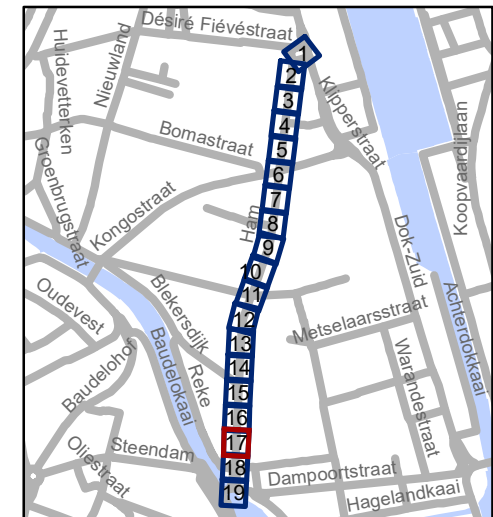 Désiré Fiévéstraat
Huidevetterken
Nieuwland
Klipperstraat
Koopvaardijlaan
Bomastraat
Groenbrugstraat
Kongostraat
Ham
Dok-Zuid
Achterdokkaai
Oudevest
Blekersdijk
Metselaarsstraat
Baudelokaai
Warandestraat
Baudelohof
Reke
Steendam
Oliestraat
Dampoortstraat
Hagelandkaai
1
2
3
4
5
6
7
8
9
10
11
12
13
14
15
16
17
18
19